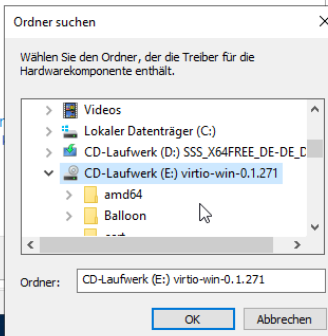 Ordner suchen
Wählen Sie den Ordner, der die Treiber für die
Hardwarekomponente enthält.
Videos
Lokaler Datenträger (C:)
CD-Laufwerk (D:) SSS_X64FREE_DE-DE_D
CD-Laufwerk (E:) virtio-win-0.1.271
amd64
Balloon
Ordner:
CD-Laufwerk (E:) virtio-win-0.1.271
OK
Abbrechen